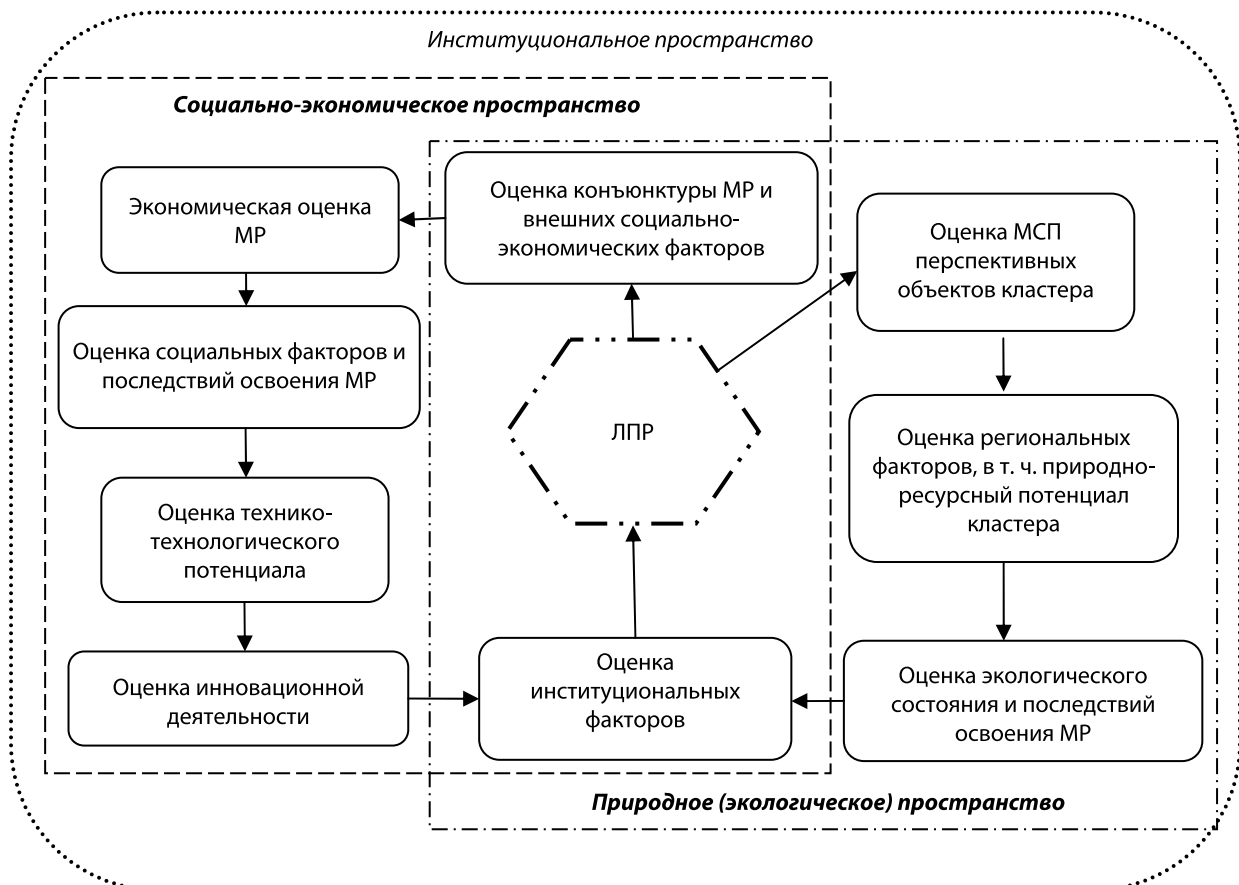 Институциональное пространство
Социально-экономическое пространство
Экономическая оценка
МР
Оценка конъюнктуры МР и
внешних социально-
экономических факторов
Оценка МСП
перспективных
объектов кластера
Оценка социальных факторов и
последствий освоения МР
ЛПР
Оценка региональных
факторов, в т. ч. природно-
ресурсный потенциал
кластера
Оценка технико-
технологического
потенциала
Оценка инновационной
деятельности
Оценка
институциональных
факторов
Оценка экологического
состояния и последствий
освоения МР
Природное (экологическое) пространство